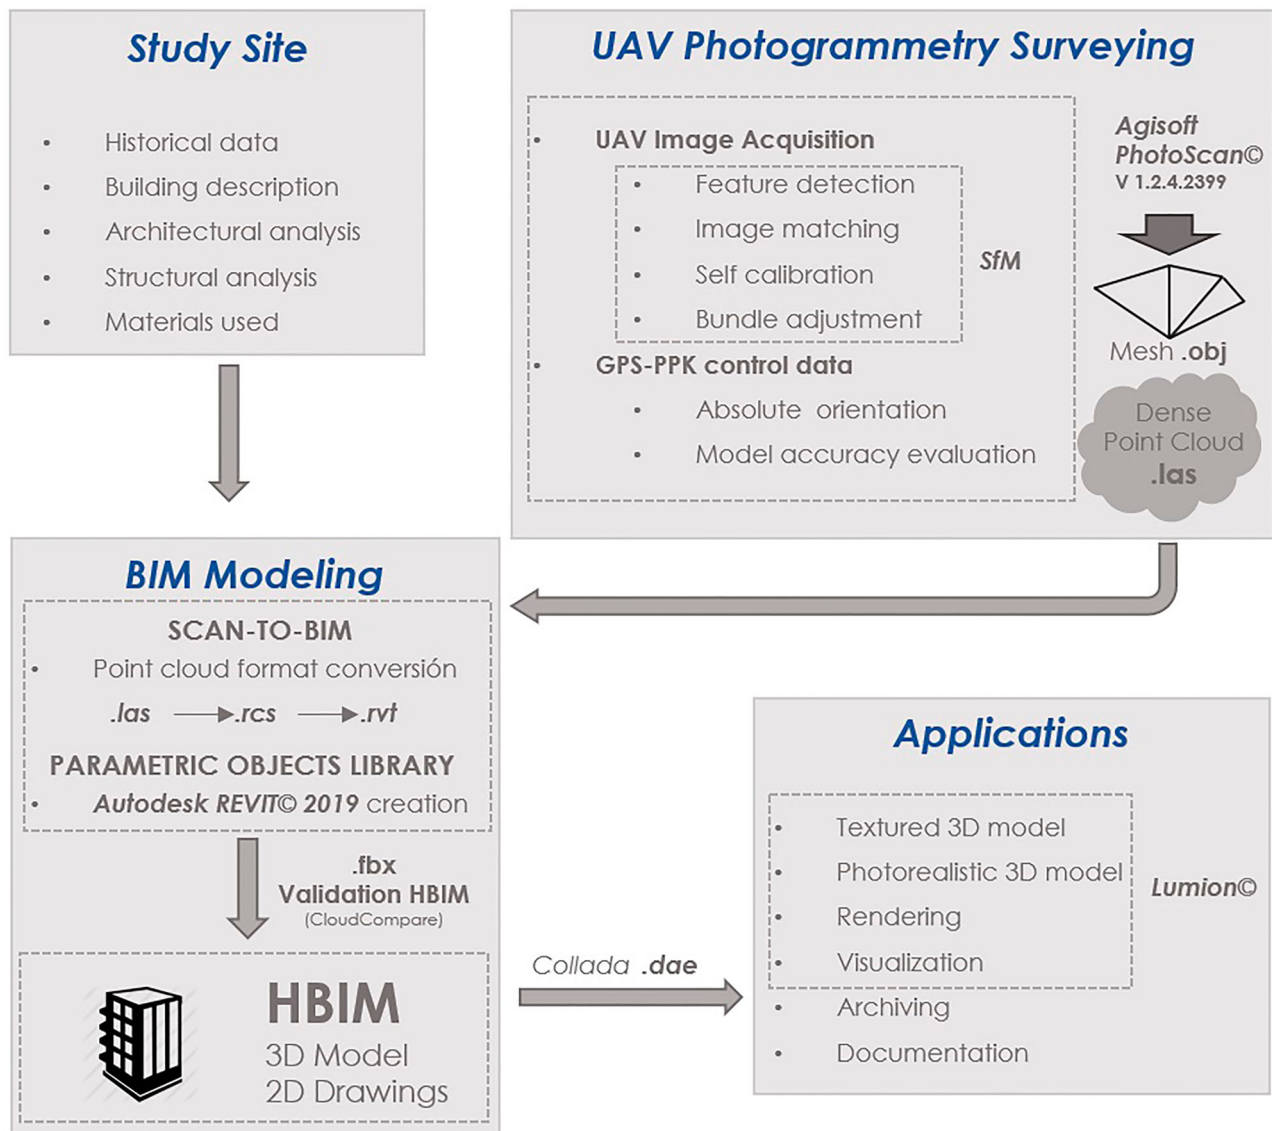 Study Site
• Historical data
• Building description
• Architectural analysis
• Structural analysis
• Materials used
UAV Photogrammetry Surveying
• UAV Image Acquisition
• Feature detection
• Image matching
• Self calibration
• Bundle adjustment
SfM
• GPS-PPK control data
• Absolute orientation
• Model accuracy evaluation
Agisoft
PhotoScan©
V 1.2.4.2399
Mesh .obj
Dense
Point Cloud
.las
BIM Modeling
SCAN-TO-BIM
• Point cloud format conversión
.las .rcs .rvt
PARAMETRIC OBJECTS LIBRARY
• Autodesk REVIT© 2019 creation
.fbx
Validation HBIM
(CloudCompare)
HBIM
3D Model
2D Drawings
Collada .dae
Applications
• Textured 3D model
• Photorealistic 3D model
• Rendering
• Visualization
Lumion©
• Archiving
• Documentation